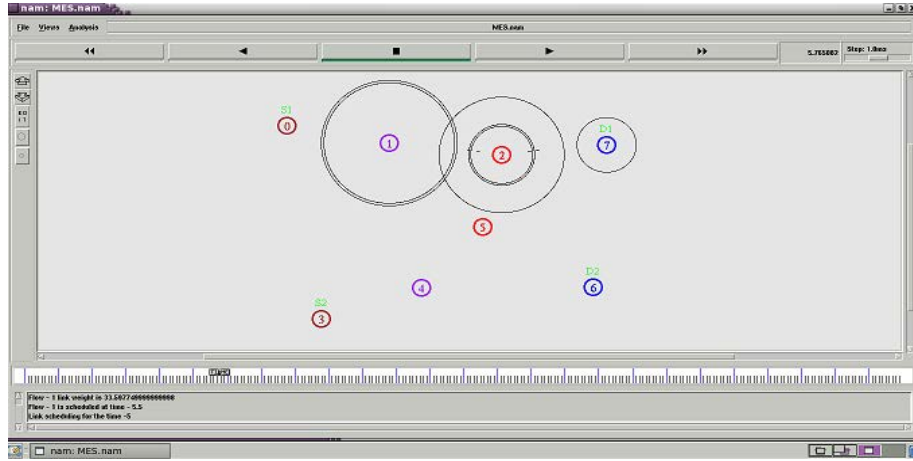 nam: MES.nam
File Views Analysis
MES.nam
5.765002 Step: 1.0ms
S1
0
1
2
D1
7
5
4
D2
6
S2
3
Flow - 1 link weight is 33.597749999999998
Flow - 1 is scheduled at time - 5.5
Link scheduling for the time -5
nam: MES.nam